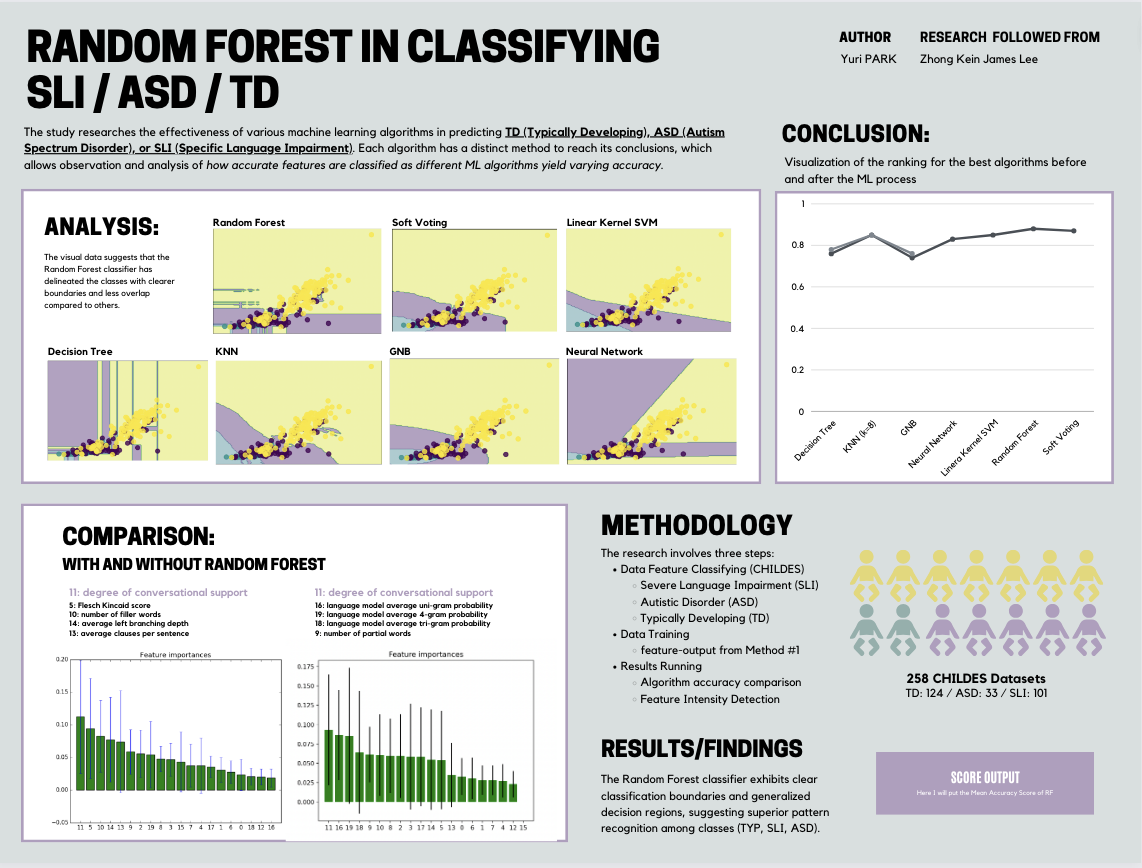 RANDOM FOREST IN CLASSIFYING
SLI / ASD / TD
AUTHOR
Yuri PARK
RESEARCH FOLLOWED FROM
Zhong Kein James Lee
The study researches the effectiveness of various machine learning algorithms in predicting TD (Typically Developing), ASD (Autism
Spectrum Disorder), or SLI (Specific Language Impairment). Each algorithm has a distinct method to reach its conclusions, which
allows observation and analysis of how accurate features are classified as different ML algorithms yield varying accuracy.
ANALYSIS:
The visual data suggests that the
Random Forest classifier has
delineated the classes with clearer
boundaries and less overlap
compared to others.
Random Forest
Soft Voting
Linear Kernel SVM
Decision Tree
KNN
GNB
Neural Network
CONCLUSION:
Visualization of the ranking for the best algorithms before
and after the ML process
1
0.8
0.6
0.4
0.2
0
Decision Tree
KNN (k=8)
GNB
Neural Network
Linera Kernel SVM
Random Forest
Soft Voting
COMPARISON:
WITH AND WITHOUT RANDOM FOREST
11: degree of conversational support
5: Flesch Kincaid score
10: number of filler words
14: average left branching depth
13: average clauses per sentence
11: degree of conversational support
16: language model average uni-gram probability
19: language model average 4-gram probability
18: language model average tri-gram probability
9: number of partial words
Feature importances
0.20
0.15
0.10
0.05
0.00
−0.05
11 5 10 14 13 9 2 19 8 15 7 4 17 1 6 0 18 12 16
Feature importances
0.175
0.150
0.125
0.100
0.075
0.050
0.025
0.000
11 16 19 18 9 10 8 2 3 17 14 5 13 0 6 1 7 4 12 15
METHODOLOGY
The research involves three steps:
• Data Feature Classifying (CHILDES)
◦ Severe Language Impairment (SLI)
◦ Autistic Disorder (ASD)
◦ Typically Developing (TD)
• Data Training
◦ feature-output from Method #1
• Results Running
◦ Algorithm accuracy comparison
◦ Feature Intensity Detection
258 CHILDES Datasets
TD: 124 / ASD: 33 / SLI: 101
RESULTS/FINDINGS
The Random Forest classifier exhibits clear
classification boundaries and generalized
decision regions, suggesting superior pattern
recognition among classes (TYP, SLI, ASD).
SCORE OUTPUT
Here I will put the Mean Accuracy Score of RF